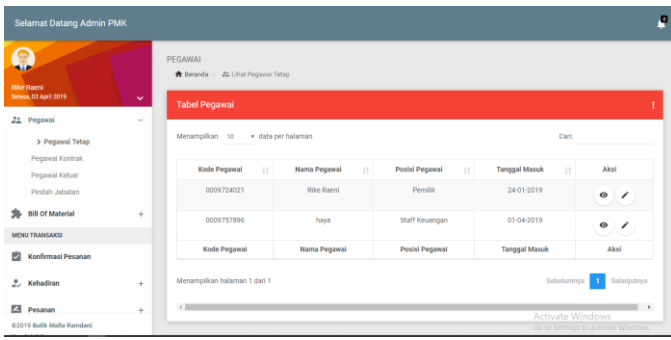 Selamat Datang Admin PMK
0
Rike Raeni
Selasa, 03 April 2019
Pegawai
Pegawai Tetap
Pegawai Kontrak
Pegawai Keluar
Pindah Jabatan
Bill Of Material
MENU TRANSAKSI
Konfirmasi Pesanan
Kehadiran
Pesanan
©2019 Butik Malla Ramdani.
PEGAWAI
Beranda > Lihat Pegawai Tetap
Tabel Pegawai
Menampilkan 10 data per halaman
Cari:
Kode Pegawai Nama Pegawai Posisi Pegawai Tanggal Masuk Aksi
0009724021 Rike Raeni Pemilik 24-01-2019
0009757896 haya Staff Keuangan 01-04-2019
Kode Pegawai Nama Pegawai Posisi Pegawai Tanggal Masuk Aksi
Menampilkan halaman 1 dari 1
Sebelumnya 1 Selanjutnya
Activate Windows
Go to Settings to activate Windows.